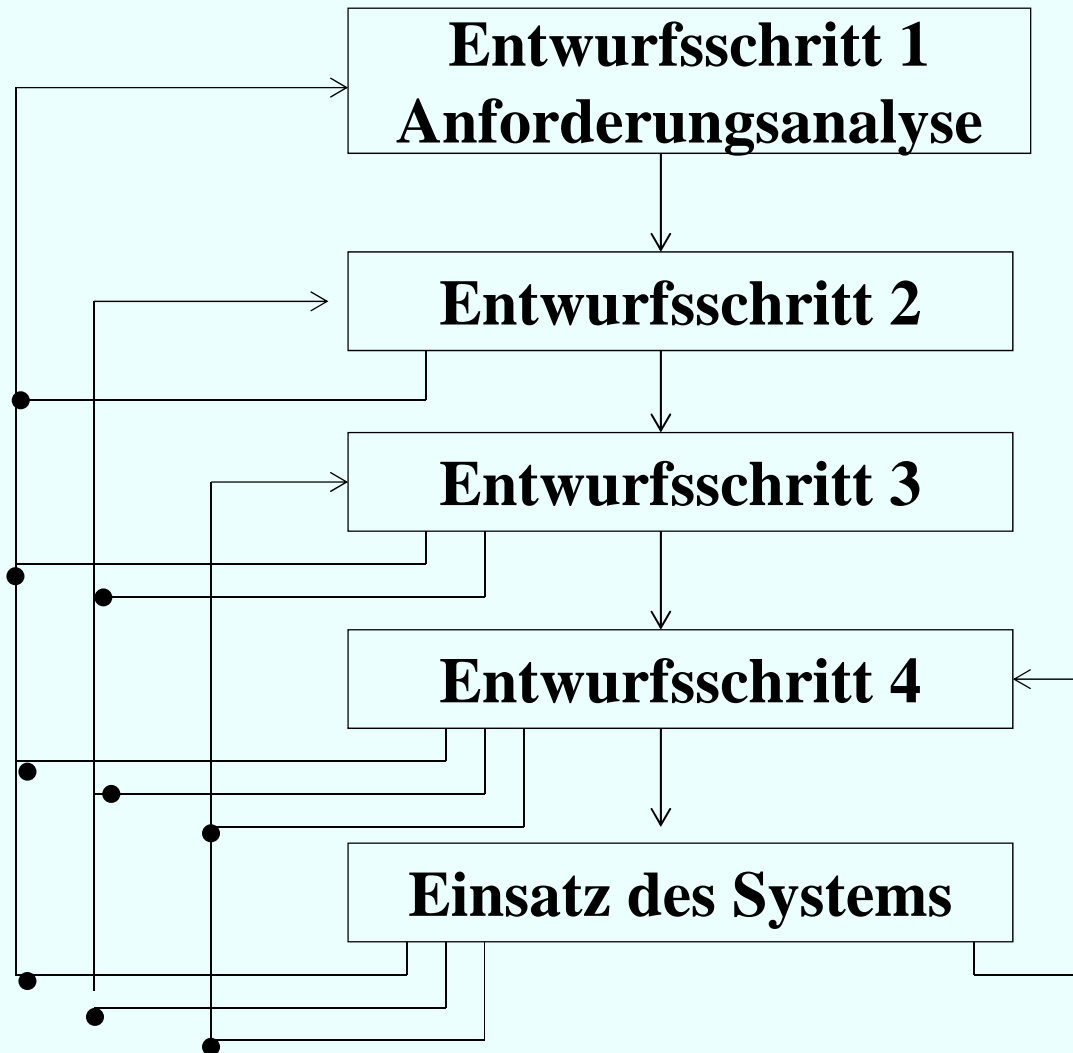 Entwurfsschritt 1
Anforderungsanalyse
Entwurfsschritt 2
Entwurfsschritt 3
Entwurfsschritt 4
Einsatz des Systems